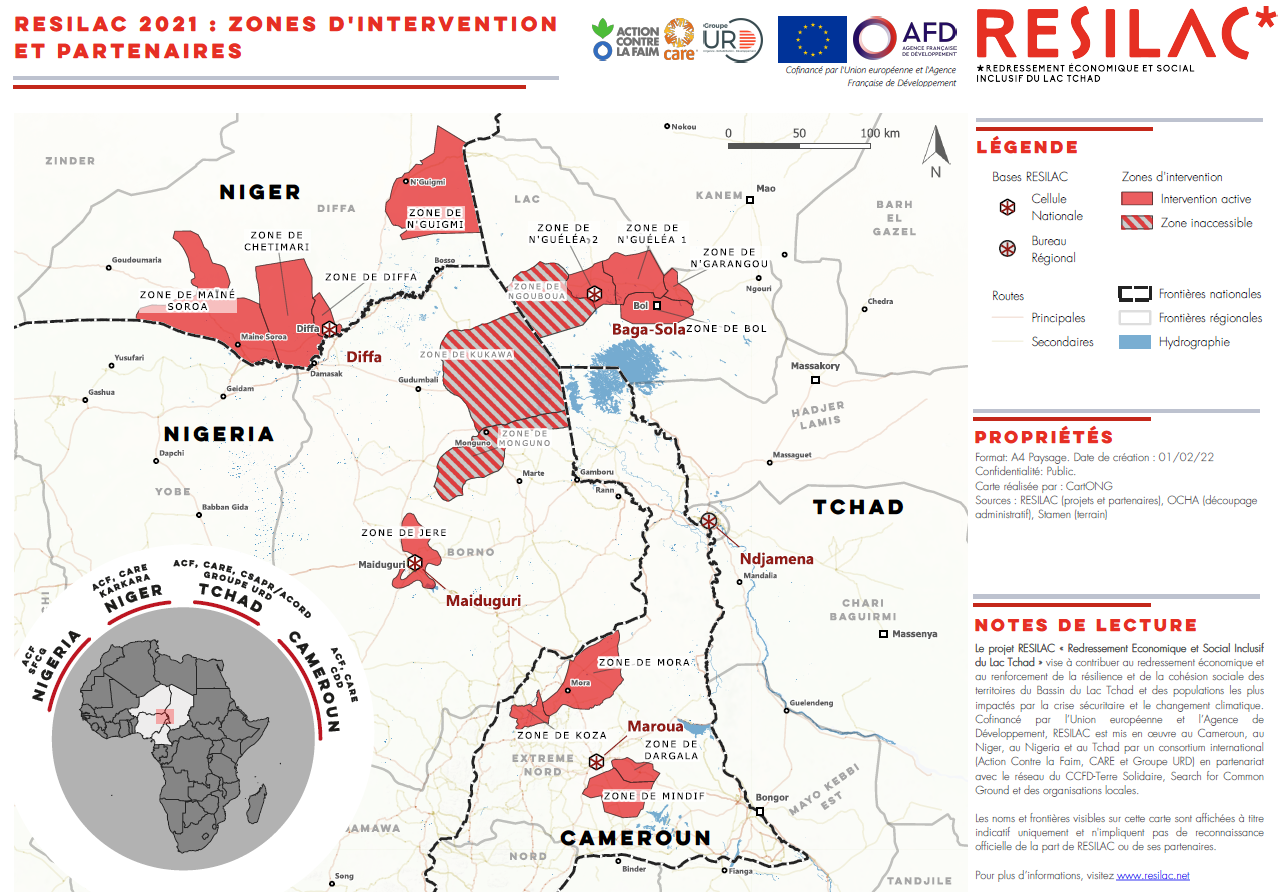 RESILAC 2021 : ZONES D'INTERVENTION
ET PARTENAIRES
ACTION
CONTRE
LA FAIM
care
Groupe
URD
AFD
AGENCE FRANÇAISE
DE DÉVELOPPEMENT
Cofinancé par l'Union européenne et l'Agence
Française de Développement
RESILAC*
*REDRESSEMENT ÉCONOMIQUE ET SOCIAL
INCLUSIF DU LAC TCHAD
0 50 100 km
N
Nokou
ZINDER
NIGER
N'Guigmi
DIFFA
ZONE DE
N'GUIGMI
LAC
KANEM
Mao
BARH
EL
GAZEL
ZONE DE
CHETIMARI
ZONE DE
N'GUÉLÉA 2
ZONE DE
N'GUÉLÉA 1
ZONE DE
N'GARANGOU
Goudoumaria
ZONE DE DIFFA
Bosso
ZONE DE
NGOUBOUA
Ngouri
ZONE DE MAÏNÉ
SOROA
Bol
Chedra
Diffa
Baga-Sola
ZONE DE BOL
Maine Soroa
Diffa
ZONE DE KUKAWA
Yusufari
Damasak
Massakory
Gashua
Geidam
Gudumbali
HADJER
LAMIS
NIGERIA
Monguno
ZONE DE
MONGUNO
Dapchi
Massaguet
Marte
Gamboru
YOBE
Rann
Babban Gida
TCHAD
ZONE DE JERE
BORNO
Maiduguri
Ndjamena
Mandalia
Maiduguri
CHARI
BAGUIRMI
Massenya
ZONE DE MORA
Mora
Guelendeng
Maroua
ZONE DE KOZA
ZONE DE
DARGALA
EXTREME
NORD
ZONE DE MINDIF
MAYO KEBBI
EST
Bongor
CAMEROUN
NORD
Binder
Fianga
Song
TANDJILE
ACF
SFCG
NIGERIA
ACF, CARE
KARKARA
NIGER
ACF, CARE, CSAPR/ACORD
GROUPE URD
TCHAD
ACF, CARE
CDD
CAMEROUN
LÉGENDE
Bases RESILAC
Cellule
Nationale
Bureau
Régional
Zones d'intervention
Intervention active
Zone inaccessible
Routes
Principales
Secondaires
Frontières nationales
Frontières régionales
Hydrographie
PROPRIÉTÉS
Format: A4 Paysage. Date de création : 01/02/22
Confidentialité: Public.
Carte réalisée par : CartONG
Sources : RESILAC (projets et partenaires), OCHA (découpage
administratif), Stamen (terrain)
NOTES DE LECTURE
Le projet RESILAC « Redressement Economique et Social Inclusif
du Lac Tchad » vise à contribuer au redressement économique et
au renforcement de la résilience et de la cohésion sociale des
territoires du Bassin du Lac Tchad et des populations les plus
impactés par la crise sécuritaire et le changement climatique.
Cofinancé par l'Union européenne et l'Agence de
Développement, RESILAC est mis en œuvre au Cameroun, au
Niger, au Nigeria et au Tchad par un consortium international
(Action Contre la Faim, CARE et Groupe URD) en partenariat
avec le réseau du CCFD-Terre Solidaire, Search for Common
Ground et des organisations locales.
Les noms et frontières visibles sur cette carte sont affichées à titre
indicatif uniquement et n'impliquent pas de reconnaissance
officielle de la part de RESILAC ou de ses partenaires.
Pour plus d'informations, visitez www.resilac.net